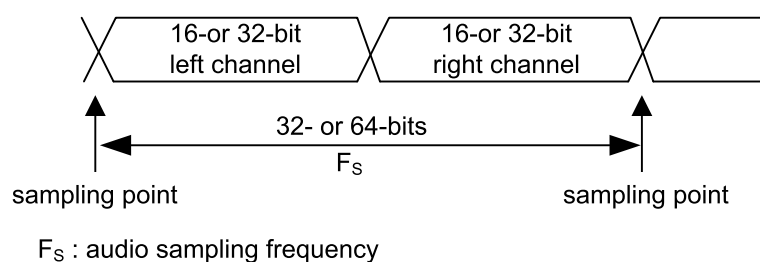 16-or 32-bit
left channel
16-or 32-bit
right channel
32- or 64-bits
FS
sampling point
sampling point
FS : audio sampling frequency